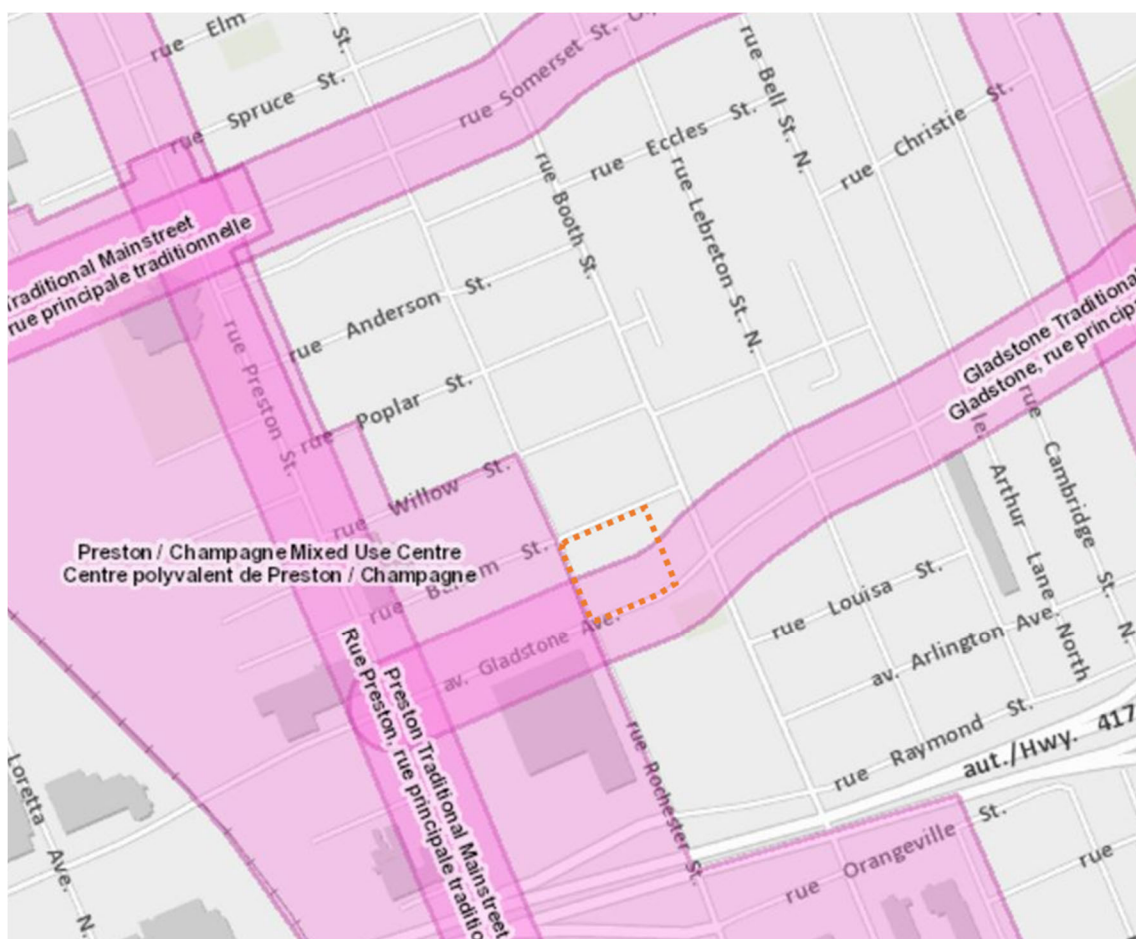 rue Elm
St.
rue Spruce St.
rue Somerset St.
rue Bell St. N.
rue Eccles St.
rue Christie St.
rue Booth St.
rue Lebreton St. N.
Traditional Mainstreet
rue principale traditionnelle
rue Anderson St.
rue Preston St.
rue Poplar St.
Gladstone Traditional
Gladstone, rue princip
rue Willow St.
rue Cambridge St. N.
Arthur Lane North
Preston / Champagne Mixed Use Centre
Centre polyvalent de Preston / Champagne
St.
rue Louisa St.
av. Gladstone Ave.
av. Arlington Ave.
Preston Traditional Mainstreet
Rue Preston, rue principale traditio
rue Raymond St.
aut./Hwy. 417
rue Rochester St.
Loretta Ave. N.
rue Orangeville St.
rue